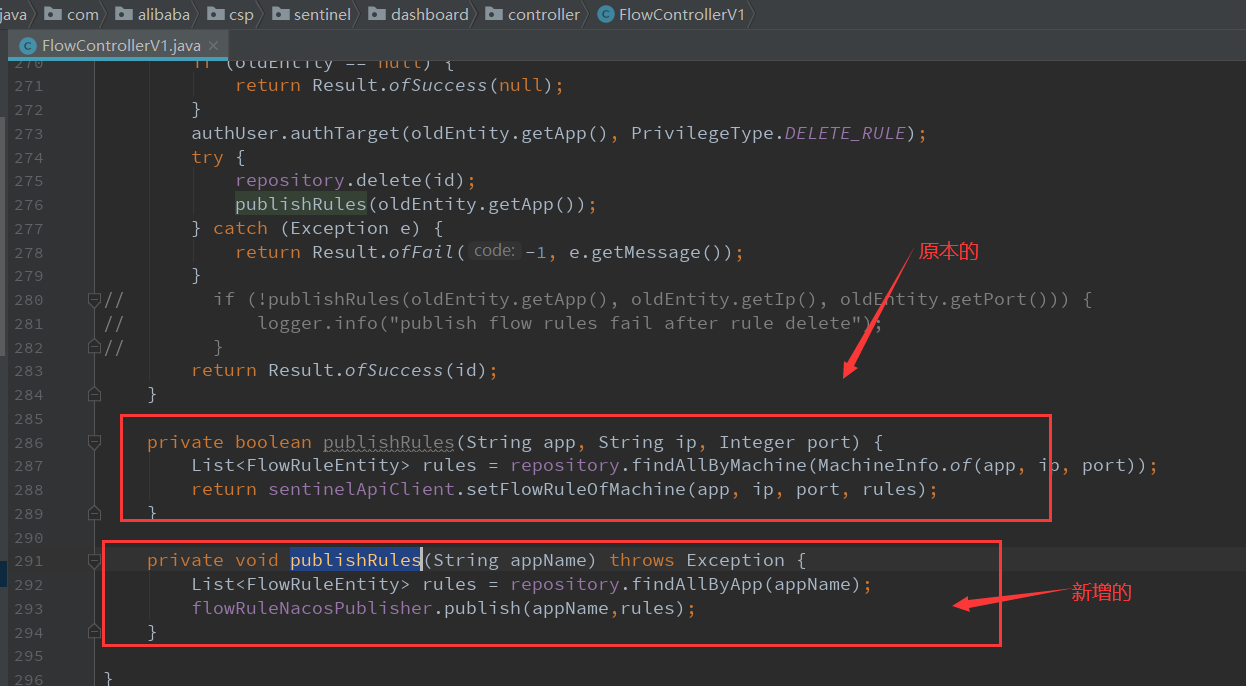 java com alibaba csp sentinel dashboard controller FlowControllerV1
FlowControllerV1.java ×
270 if (oldEntity == null) {
271 return Result.ofSuccess(null);
272 }
273 authUser.authTarget(oldEntity.getApp(), PrivilegeType.DELETE_RULE);
274 try {
275 repository.delete(id);
276 publishRules(oldEntity.getApp());
277 } catch (Exception e) {
278 return Result.ofFail( code: -1, e.getMessage());
279 }
原本的
280 // if (!publishRules(oldEntity.getApp(), oldEntity.getIp(), oldEntity.getPort())) {
281 // logger.info("publish flow rules fail after rule delete");
282 // }
283 return Result.ofSuccess(id);
284 }
285
286 private boolean publishRules(String app, String ip, Integer port) {
287 List<FlowRuleEntity> rules = repository.findAllByMachine(MachineInfo.of(app, ip, port));
288 return sentinelApiClient.setFlowRuleOfMachine(app, ip, port, rules);
289 }
290
291 private void publishRules(String appName) throws Exception {
292 List<FlowRuleEntity> rules = repository.findAllByApp(appName);
新增的
293 flowRuleNacosPublisher.publish(appName,rules);
294 }
295
296 }